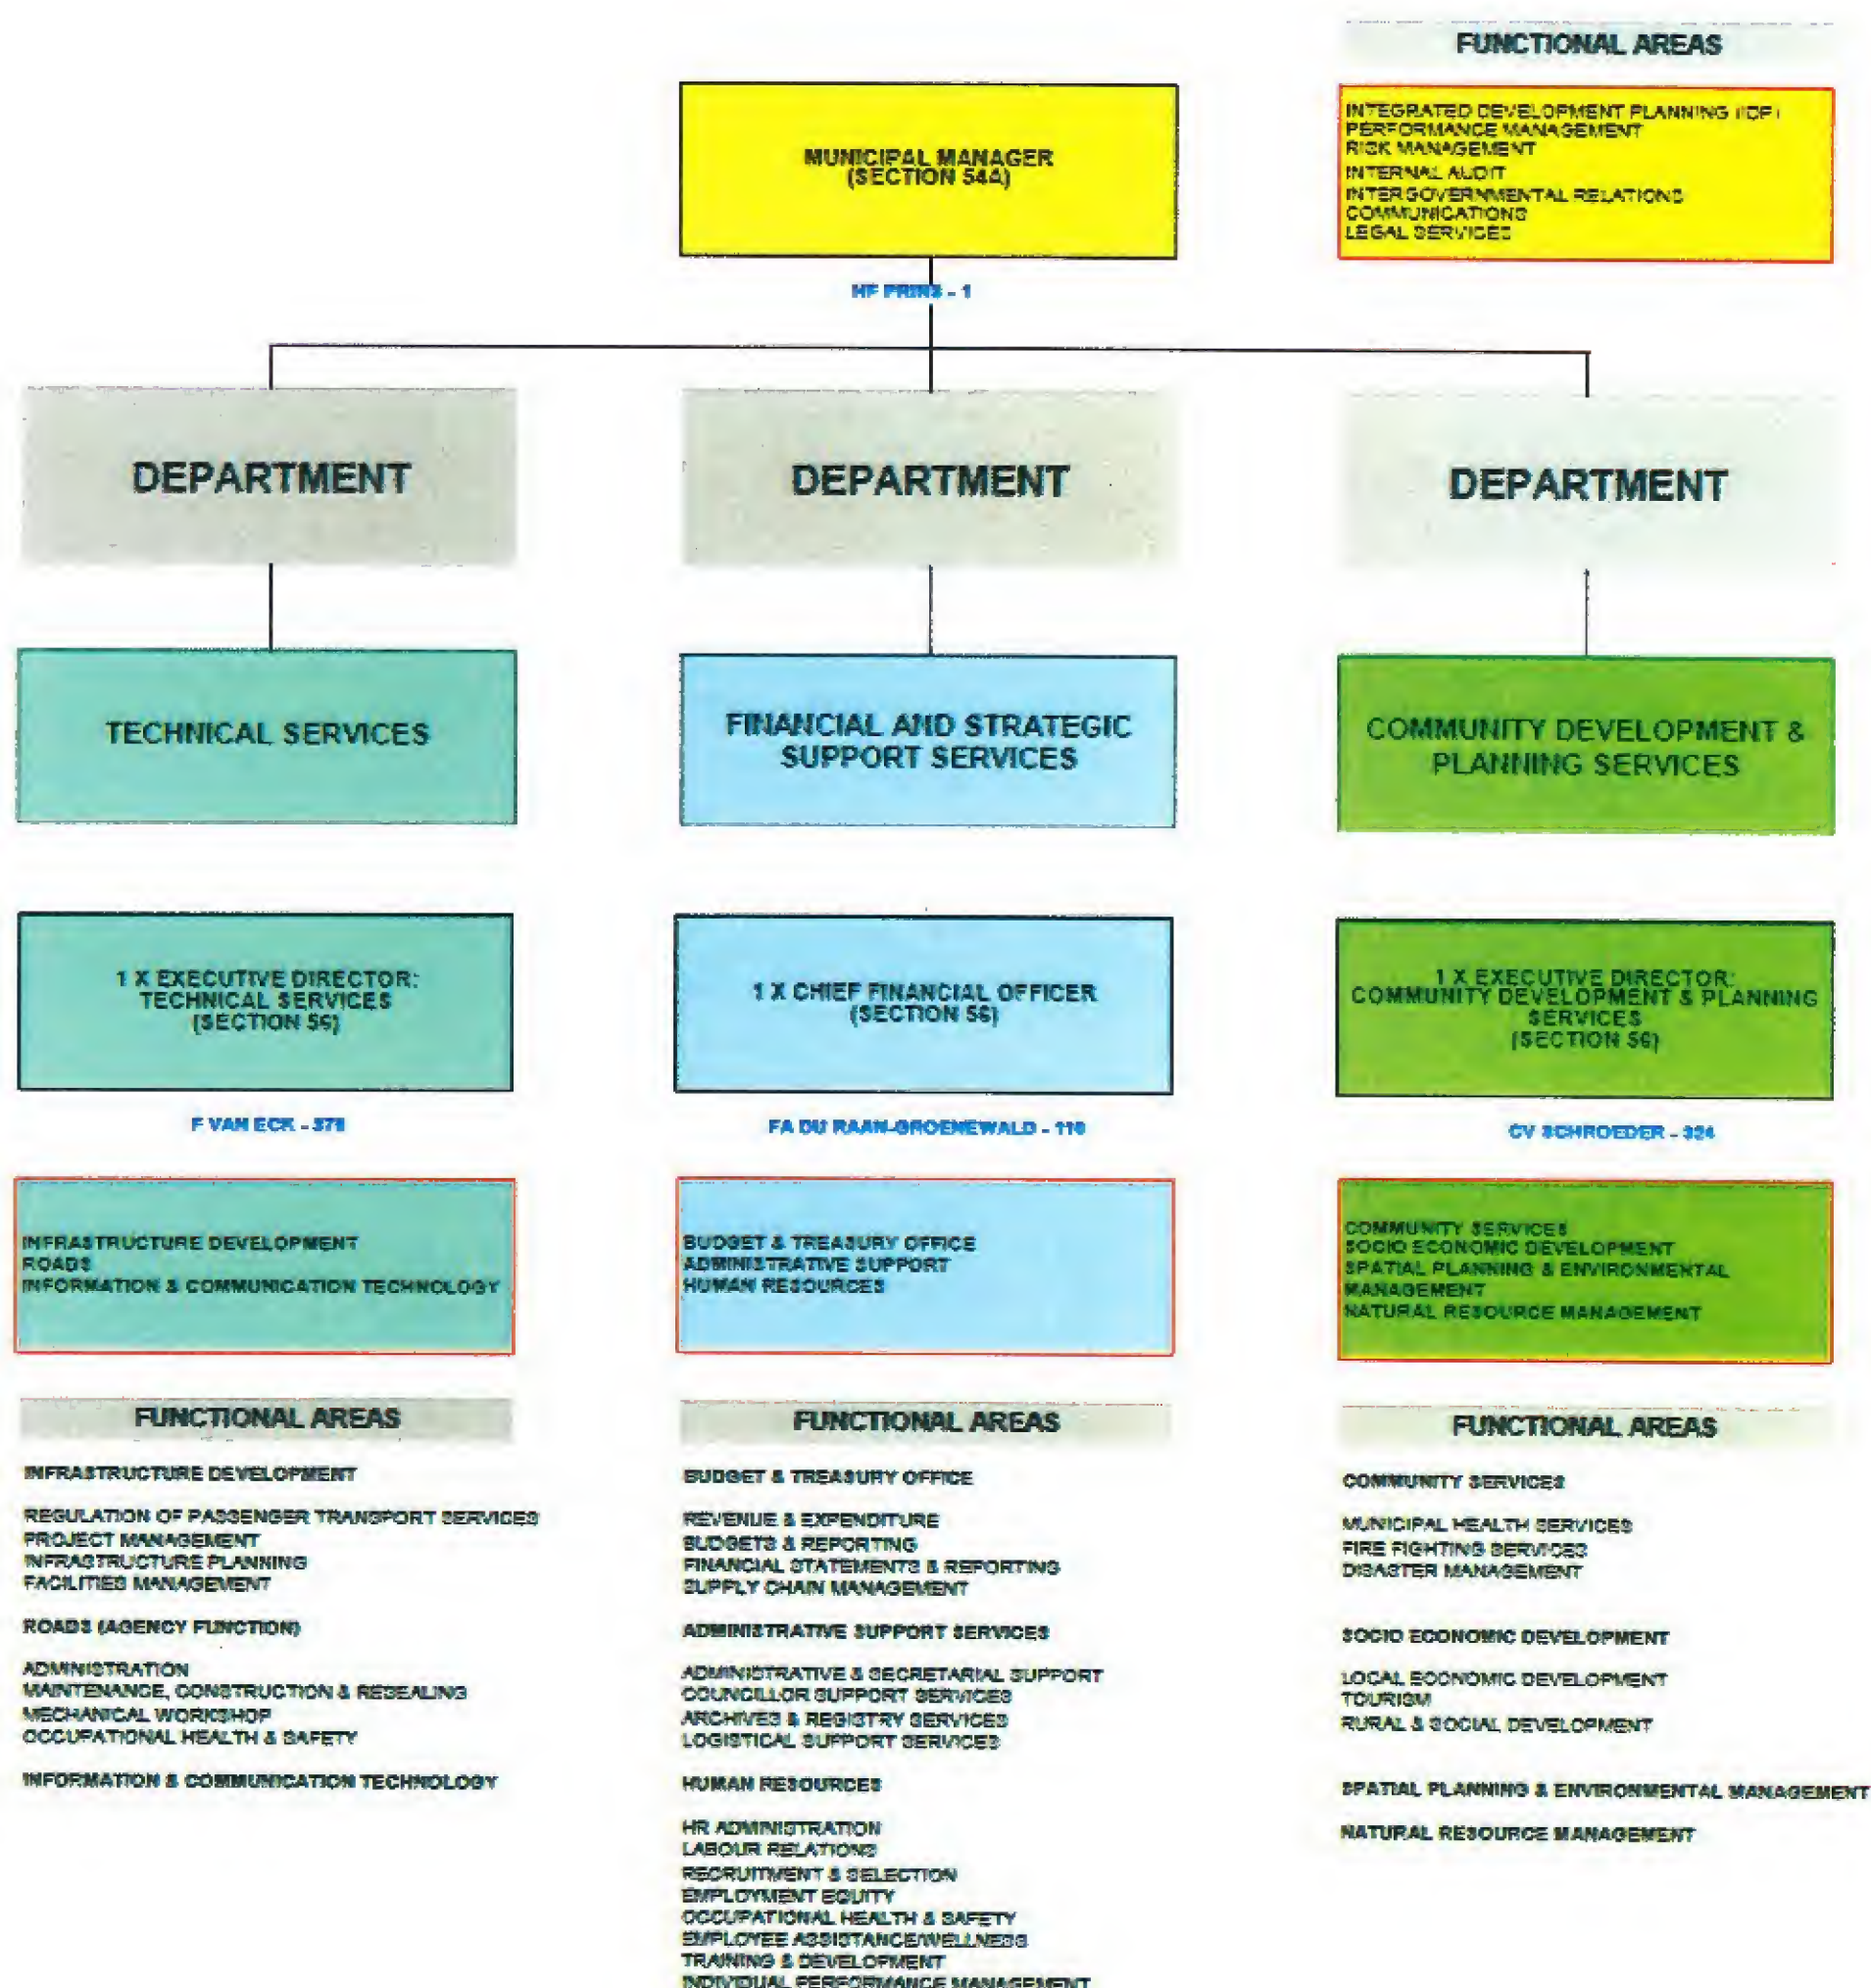 FUNCTIONAL AREAS
INTEGRATED DEVELOPMENT PLANNING (IDP)
PERFORMANCE MANAGEMENT
RISK MANAGEMENT
INTERNAL AUDIT
INTERGOVERNMENTAL RELATIONS
COMMUNICATIONS
LEGAL SERVICES
MUNICIPAL MANAGER
(SECTION 54A)
HF PRINS - 1
DEPARTMENT
DEPARTMENT
DEPARTMENT
TECHNICAL SERVICES
FINANCIAL AND STRATEGIC
SUPPORT SERVICES
COMMUNITY DEVELOPMENT &
PLANNING SERVICES
1 X EXECUTIVE DIRECTOR:
TECHNICAL SERVICES
(SECTION 56)
1 X CHIEF FINANCIAL OFFICER
(SECTION 56)
1 X EXECUTIVE DIRECTOR:
COMMUNITY DEVELOPMENT & PLANNING
SERVICES
(SECTION 56)
F VAN ECK -
FA DU RAAN-GROENEWALD -
CV SCHROEDER - 324
INFRASTRUCTURE DEVELOPMENT
ROADS
INFORMATION & COMMUNICATION TECHNOLOGY
BUDGET & TREASURY OFFICE
ADMINISTRATIVE SUPPORT
HUMAN RESOURCES
COMMUNITY SERVICES
SOCIO ECONOMIC DEVELOPMENT
SPATIAL PLANNING & ENVIRONMENTAL
MANAGEMENT
NATURAL RESOURCE MANAGEMENT
FUNCTIONAL AREAS
INFRASTRUCTURE DEVELOPMENT
REGULATION OF PASSENGER TRANSPORT SERVICES
PROJECT MANAGEMENT
INFRASTRUCTURE PLANNING
FACILITIES MANAGEMENT
ROADS (AGENCY FUNCTION)
ADMINISTRATION
MAINTENANCE, CONSTRUCTION & RESEALING
MECHANICAL WORKSHOP
OCCUPATIONAL HEALTH & SAFETY
INFORMATION & COMMUNICATION TECHNOLOGY
FUNCTIONAL AREAS
BUDGET & TREASURY OFFICE
REVENUE & EXPENDITURE
BUDGETS & REPORTING
FINANCIAL STATEMENTS & REPORTING
SUPPLY CHAIN MANAGEMENT
ADMINISTRATIVE SUPPORT SERVICES
ADMINISTRATIVE & SECRETARIAL SUPPORT
COUNCILLOR SUPPORT SERVICES
ARCHIVES & REGISTRY SERVICES
LOGISTICAL SUPPORT SERVICES
HUMAN RESOURCES
HR ADMINISTRATION
LABOUR RELATIONS
RECRUITMENT & SELECTION
EMPLOYMENT EQUITY
OCCUPATIONAL HEALTH & SAFETY
EMPLOYEE ASSISTANCE/WELLNESS
TRAINING & DEVELOPMENT
INDIVIDUAL PERFORMANCE MANAGEMENT
FUNCTIONAL AREAS
COMMUNITY SERVICES
MUNICIPAL HEALTH SERVICES
FIRE FIGHTING SERVICES
DISASTER MANAGEMENT
SOCIO ECONOMIC DEVELOPMENT
LOCAL ECONOMIC DEVELOPMENT
TOURISM
RURAL & SOCIAL DEVELOPMENT
SPATIAL PLANNING & ENVIRONMENTAL MANAGEMENT
NATURAL RESOURCE MANAGEMENT